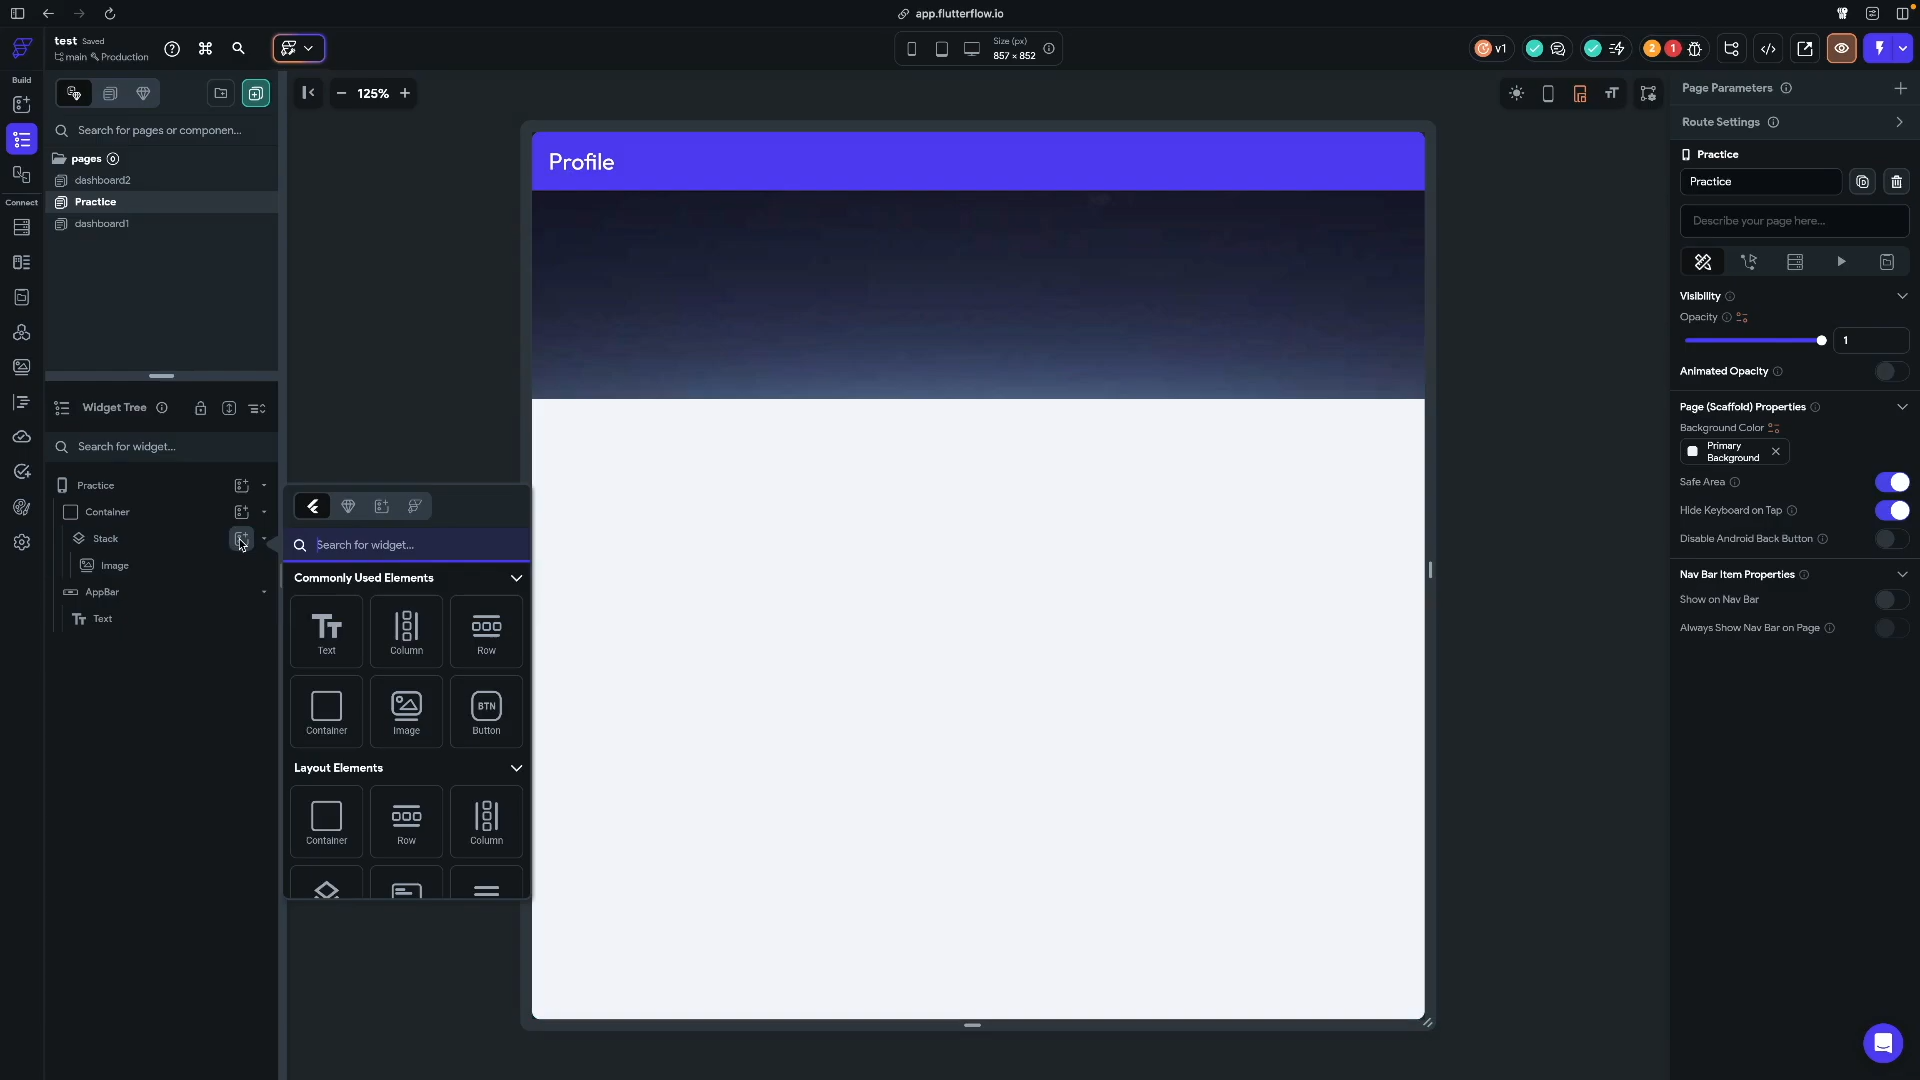 app.flutterflow.io
test Saved
main Production
Size (px)
857 × 852
v1
2 1
Build
Connect
Search for pages or componen...
pages 0
dashboard2
Practice
dashboard1
Widget Tree
Search for widget...
Practice
Container
Stack
Image
AppBar
Text
125%
Search for widget...
Commonly Used Elements
Text
Column
Row
Container
Image
BTN
Button
Layout Elements
Container
Row
Column
Profile
Page Parameters
Route Settings
Practice
Practice
Describe your page here...
Visibility
Opacity
1
Animated Opacity
Page (Scaffold) Properties
Background Color
Primary
Background
Safe Area
Hide Keyboard on Tap
Disable Android Back Button
Nav Bar Item Properties
Show on Nav Bar
Always Show Nav Bar on Page